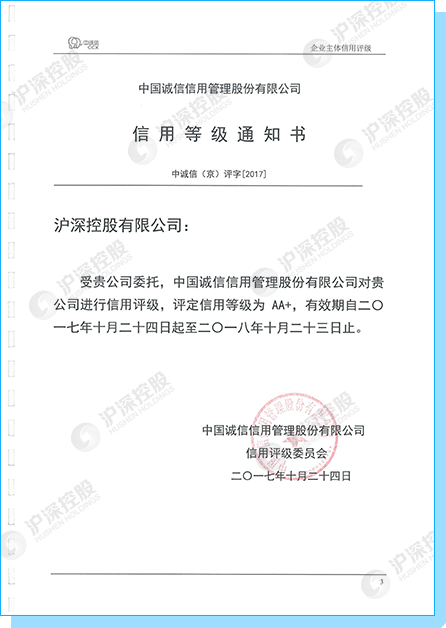 中诚信
CCX
企业主体信用评级
中国诚信信用管理股份有限公司
信用等级通知书
中诚信（京）评字[2017]
沪深控股有限公司：
受贵公司委托，中国诚信信用管理股份有限公司对贵
公司进行信用评级，评定信用等级为 AA+，有效期自二〇
一七年十月二十四日起至二〇一八年十月二十三日止。
中国诚信信用管理股份有限公司
信用评级委员会
二〇一七年十月二十四日
3
沪深控股
HUSHEN HOLDINGS